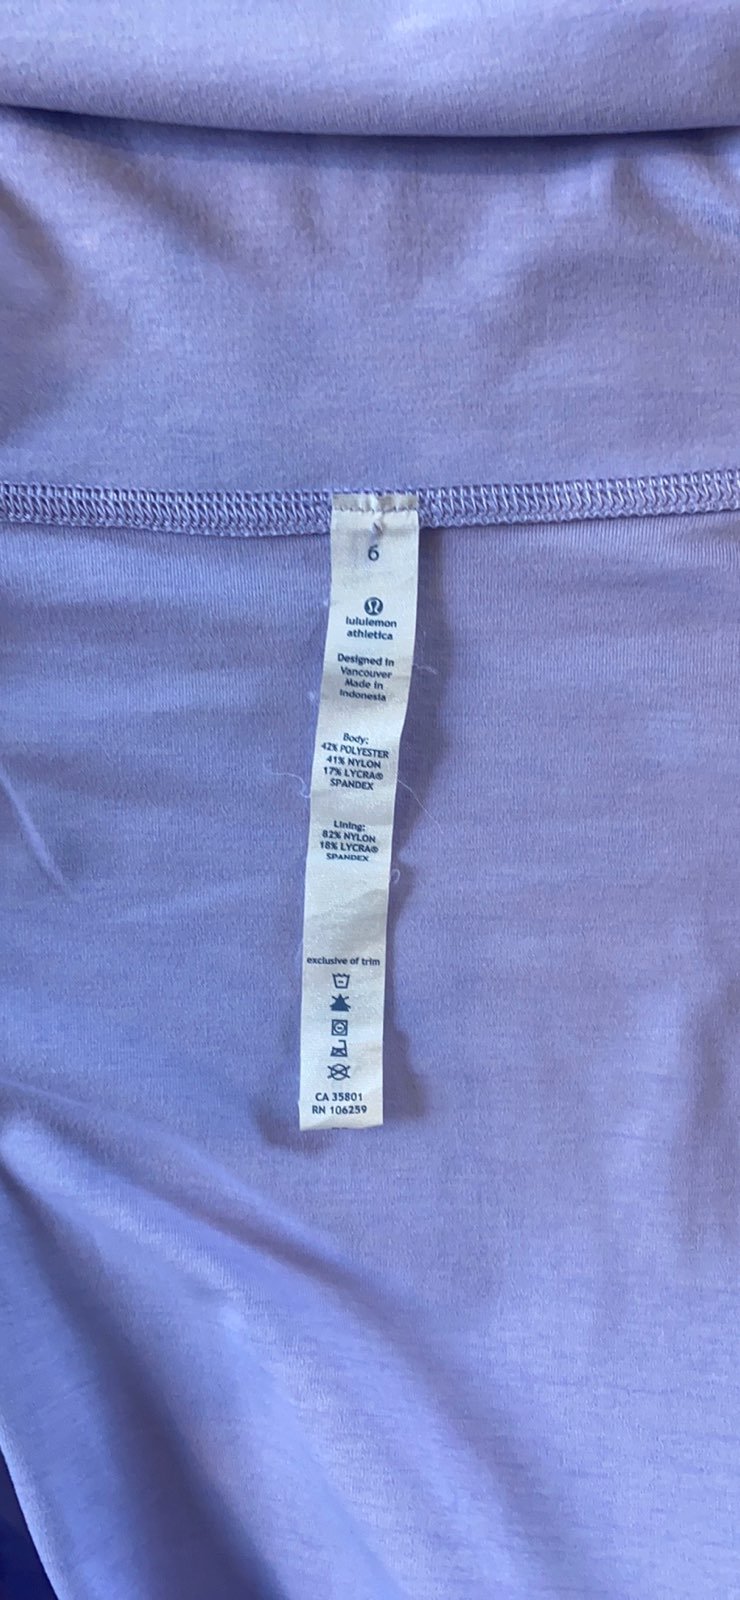 6
lululemon
athletica
Designed in
Vancouver
Made in
Indonesia
Body:
42% POLYESTER
41% NYLON
17% LYCRA®
SPANDEX
Lining:
82% NYLON
18% LYCRA®
SPANDEX
exclusive of trim
CA 35801
RN 106259